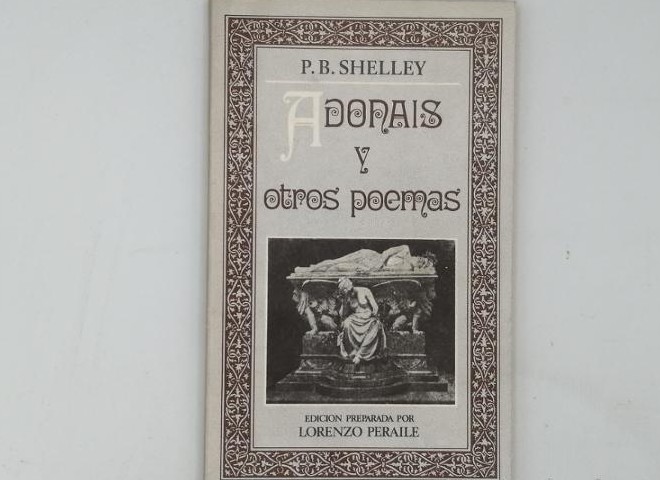 P. B. SHELLEY
ADONAIS
y
otros poemas
EDICION PREPARADA POR
LORENZO PERAILE